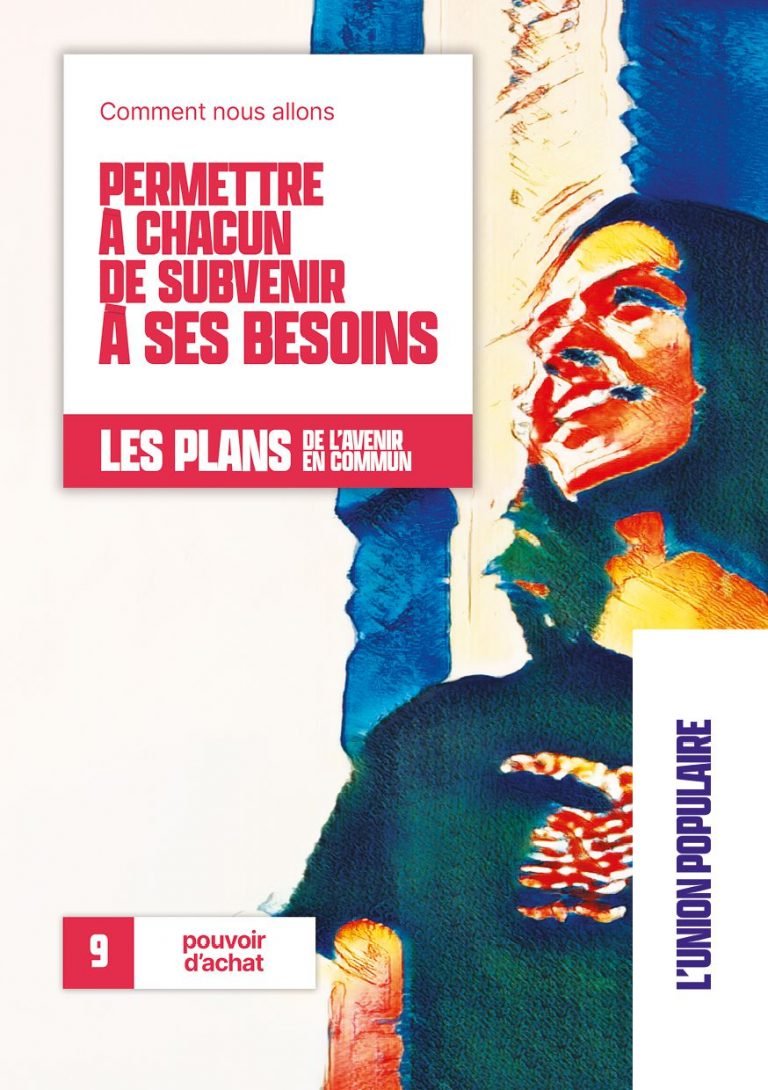 Comment nous allons
PERMETTRE
À CHACUN
DE SUBVENIR
À SES BESOINS
LES PLANS DE L'AVENIR
EN COMMUN
L'UNION POPULAIRE
9 pouvoir
d'achat